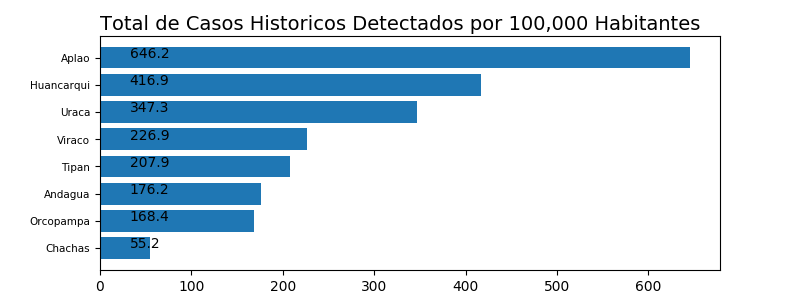 Total de Casos Historicos Detectados por 100,000 Habitantes
Aplao 646.2
Huancarqui 416.9
Uraca 347.3
Viraco 226.9
Tipan 207.9
Andagua 176.2
Orcopampa 168.4
Chachas 55.2
0 100 200 300 400 500 600